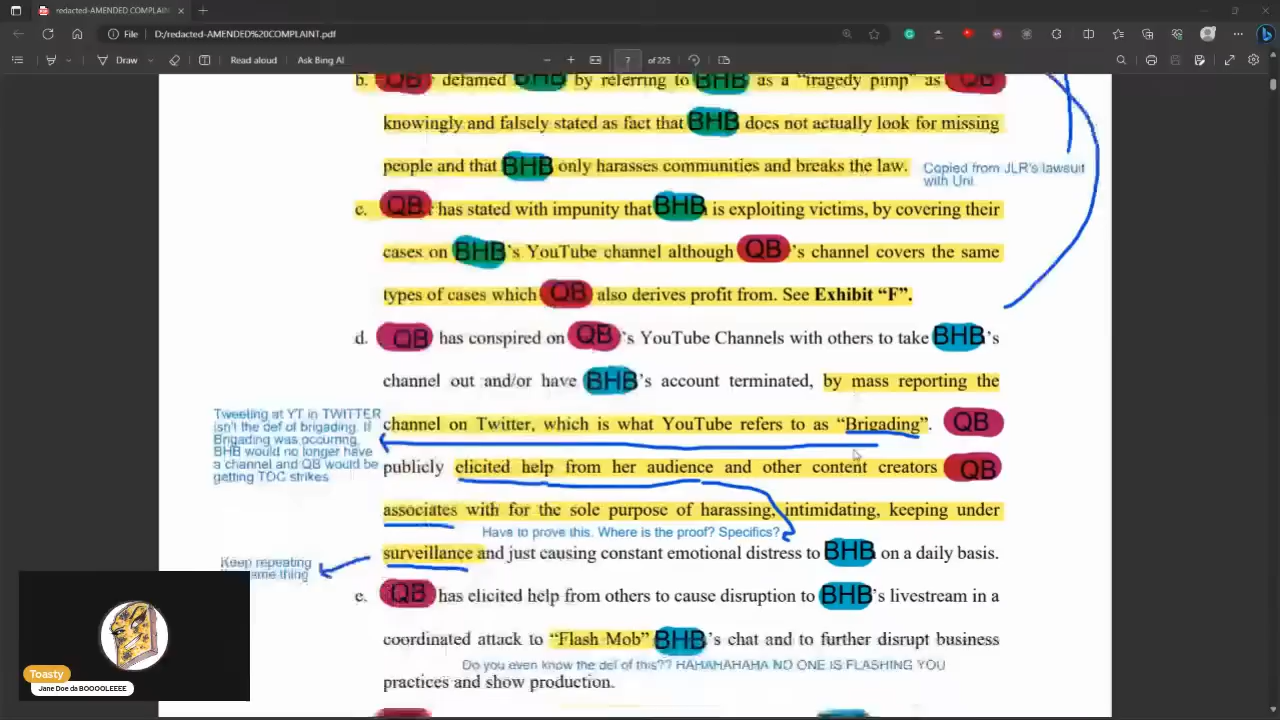 redacted-AMENDED COMPLAIN
File
D:/redacted-AMENDED%20COMPLAINT.pdf
Draw
Read aloud
Ask Bing AI
7
of 225
b. QB defamed BHB by referring to BHB as a "tragedy pimp" as QB
knowingly and falsely stated as fact that BHB does not actually look for missing
people and that BHB only harasses communities and breaks the law.
Copied from JLR's lawsuit
with Uni.
c. QB has stated with impunity that BHB is exploiting victims, by covering their
cases on BHB's YouTube channel although QB's channel covers the same
types of cases which QB also derives profit from. See Exhibit "F".
d. QB has conspired on QB's YouTube Channels with others to take BHB's
channel out and/or have BHB's account terminated, by mass reporting the
channel on Twitter, which is what YouTube refers to as "Brigading". QB
Tweeting at YT in TWITTER
isn't the def of brigading. If
Brigading was occurring,
BHB would no longer have
a channel and QB would be
getting TOC strikes
publicly elicited help from her audience and other content creators QB
associates with for the sole purpose of harassing, intimidating, keeping under
Have to prove this. Where is the proof? Specifics?
surveillance and just causing constant emotional distress to BHB on a daily basis.
Keep repeating
same thing
e. QB has elicited help from others to cause disruption to BHB's livestream in a
coordinated attack to "Flash Mob" BHB's chat and to further disrupt business
Do you even know the def of this?? HAHAHAHAHA NO ONE IS FLASHING YOU
practices and show production.
Toasty
Jane Doe da BOOOOLEEEE